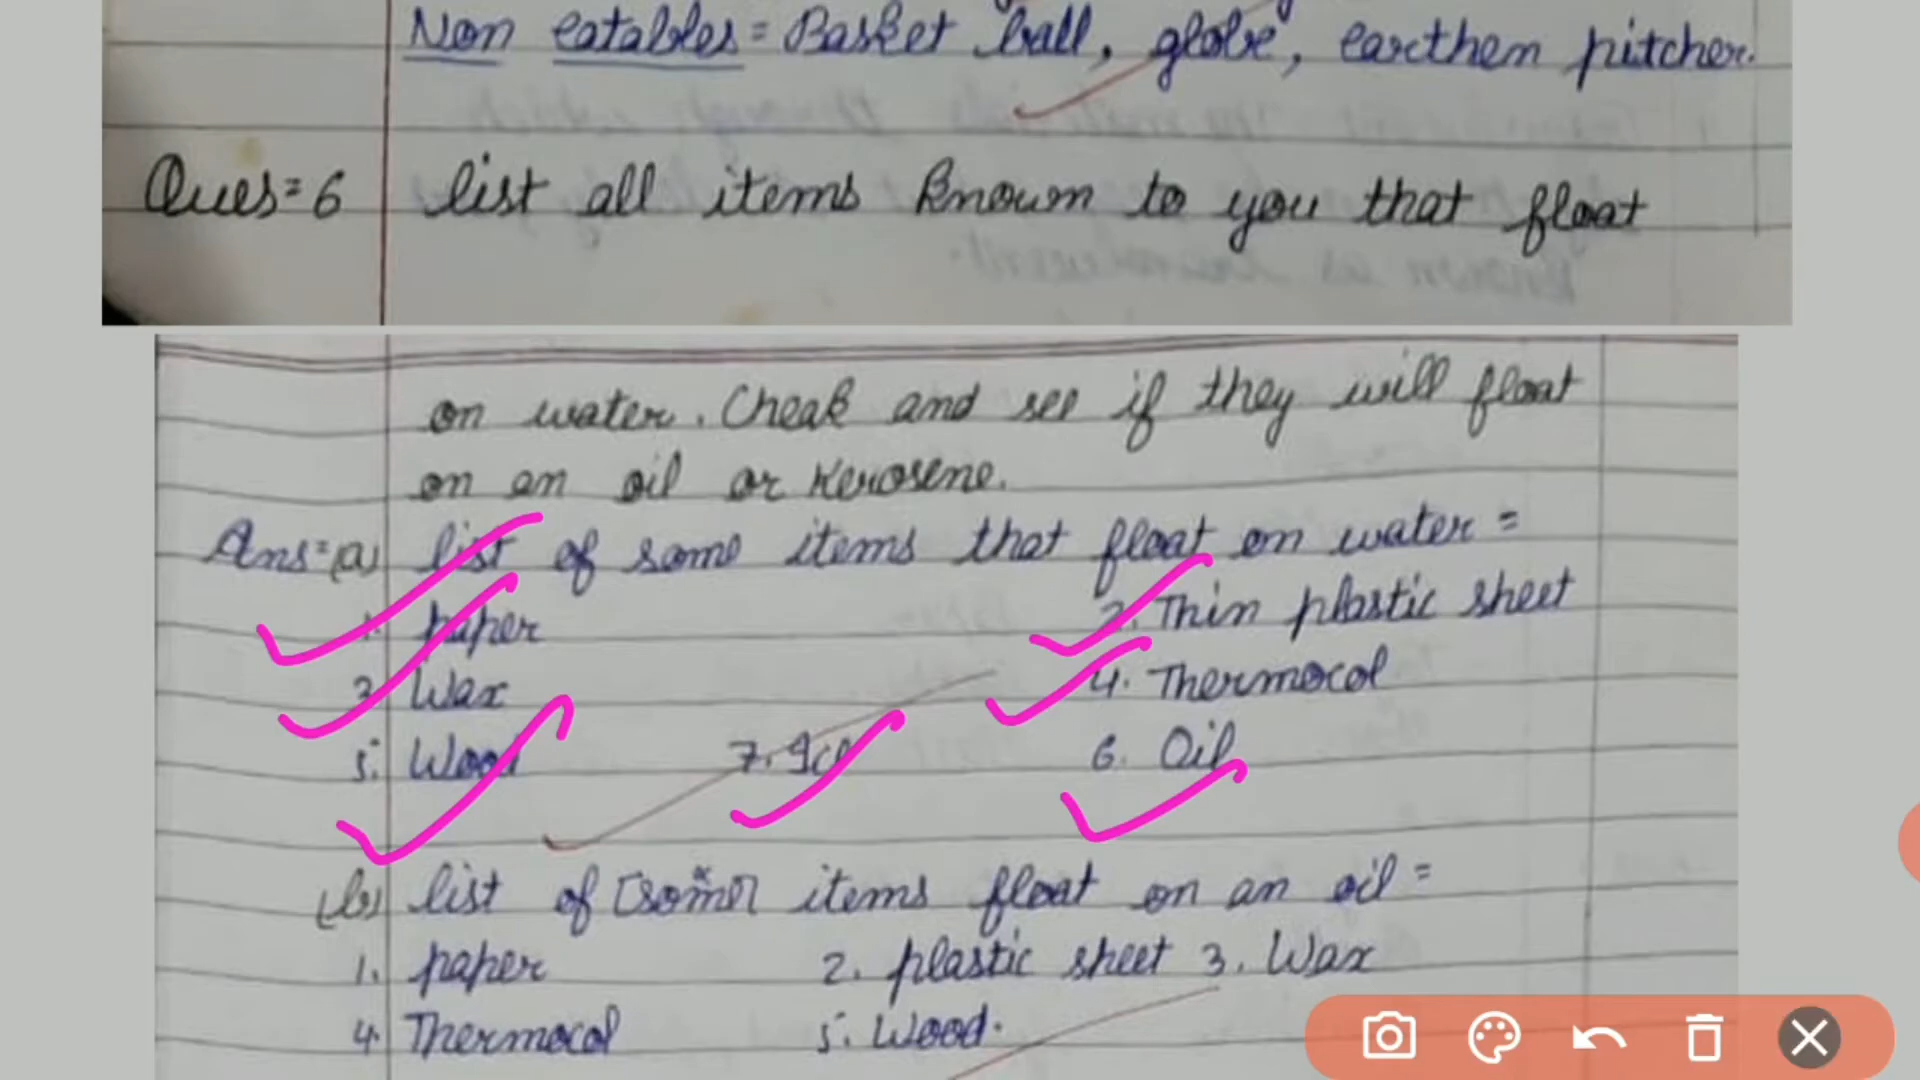 Non eatables = Basket ball, globe, earthem pitcher.
Ques = 6 list all items known to you that float
on water. Cheak and see if they will float
on an oil or kerosene.
Ans = (a) list of some items that float on water =
1. paper 2. Thin plastic sheet
3. Wax 4. Thermocol
5. Wood 7. Ice 6. Oil
(b) list of [some] items float on an oil =
1. paper 2. plastic sheet 3. Wax
4. Thermocol 5. Wood.